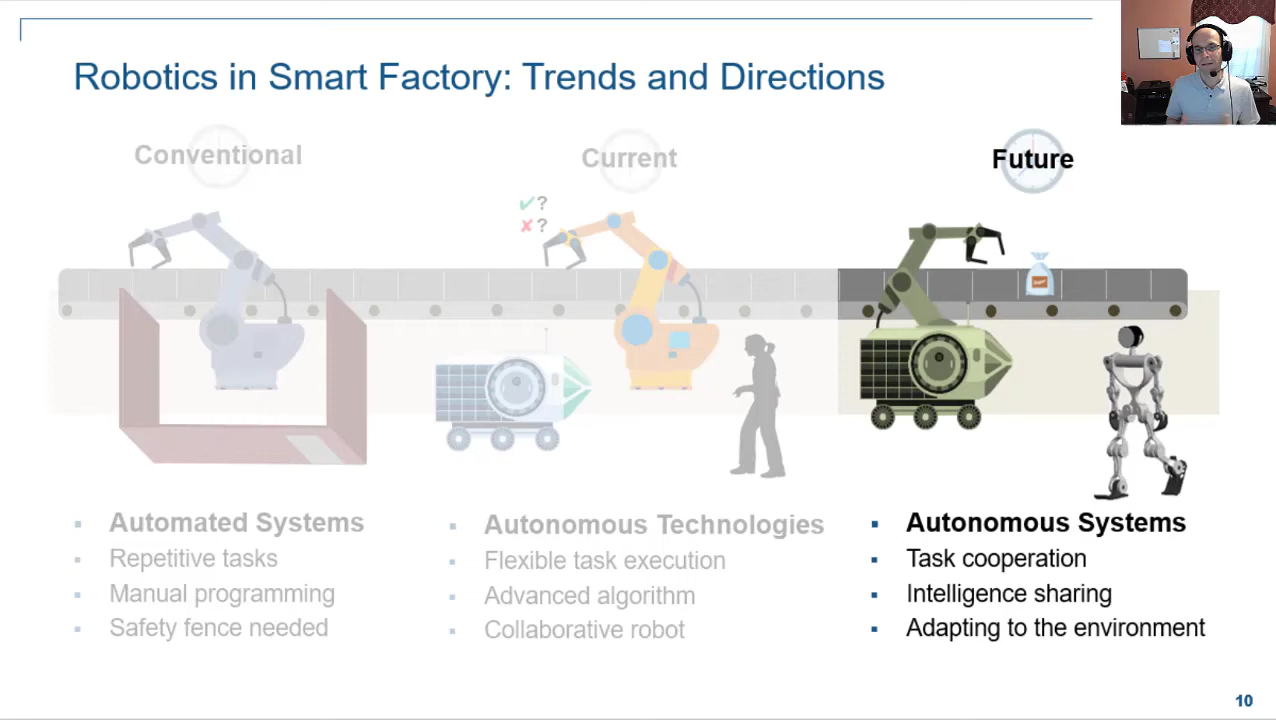 Robotics in Smart Factory: Trends and Directions
Conventional
Current
Future
✔?
✘?
Automated Systems
Repetitive tasks
Manual programming
Safety fence needed
Autonomous Technologies
Flexible task execution
Advanced algorithm
Collaborative robot
Autonomous Systems
Task cooperation
Intelligence sharing
Adapting to the environment
10